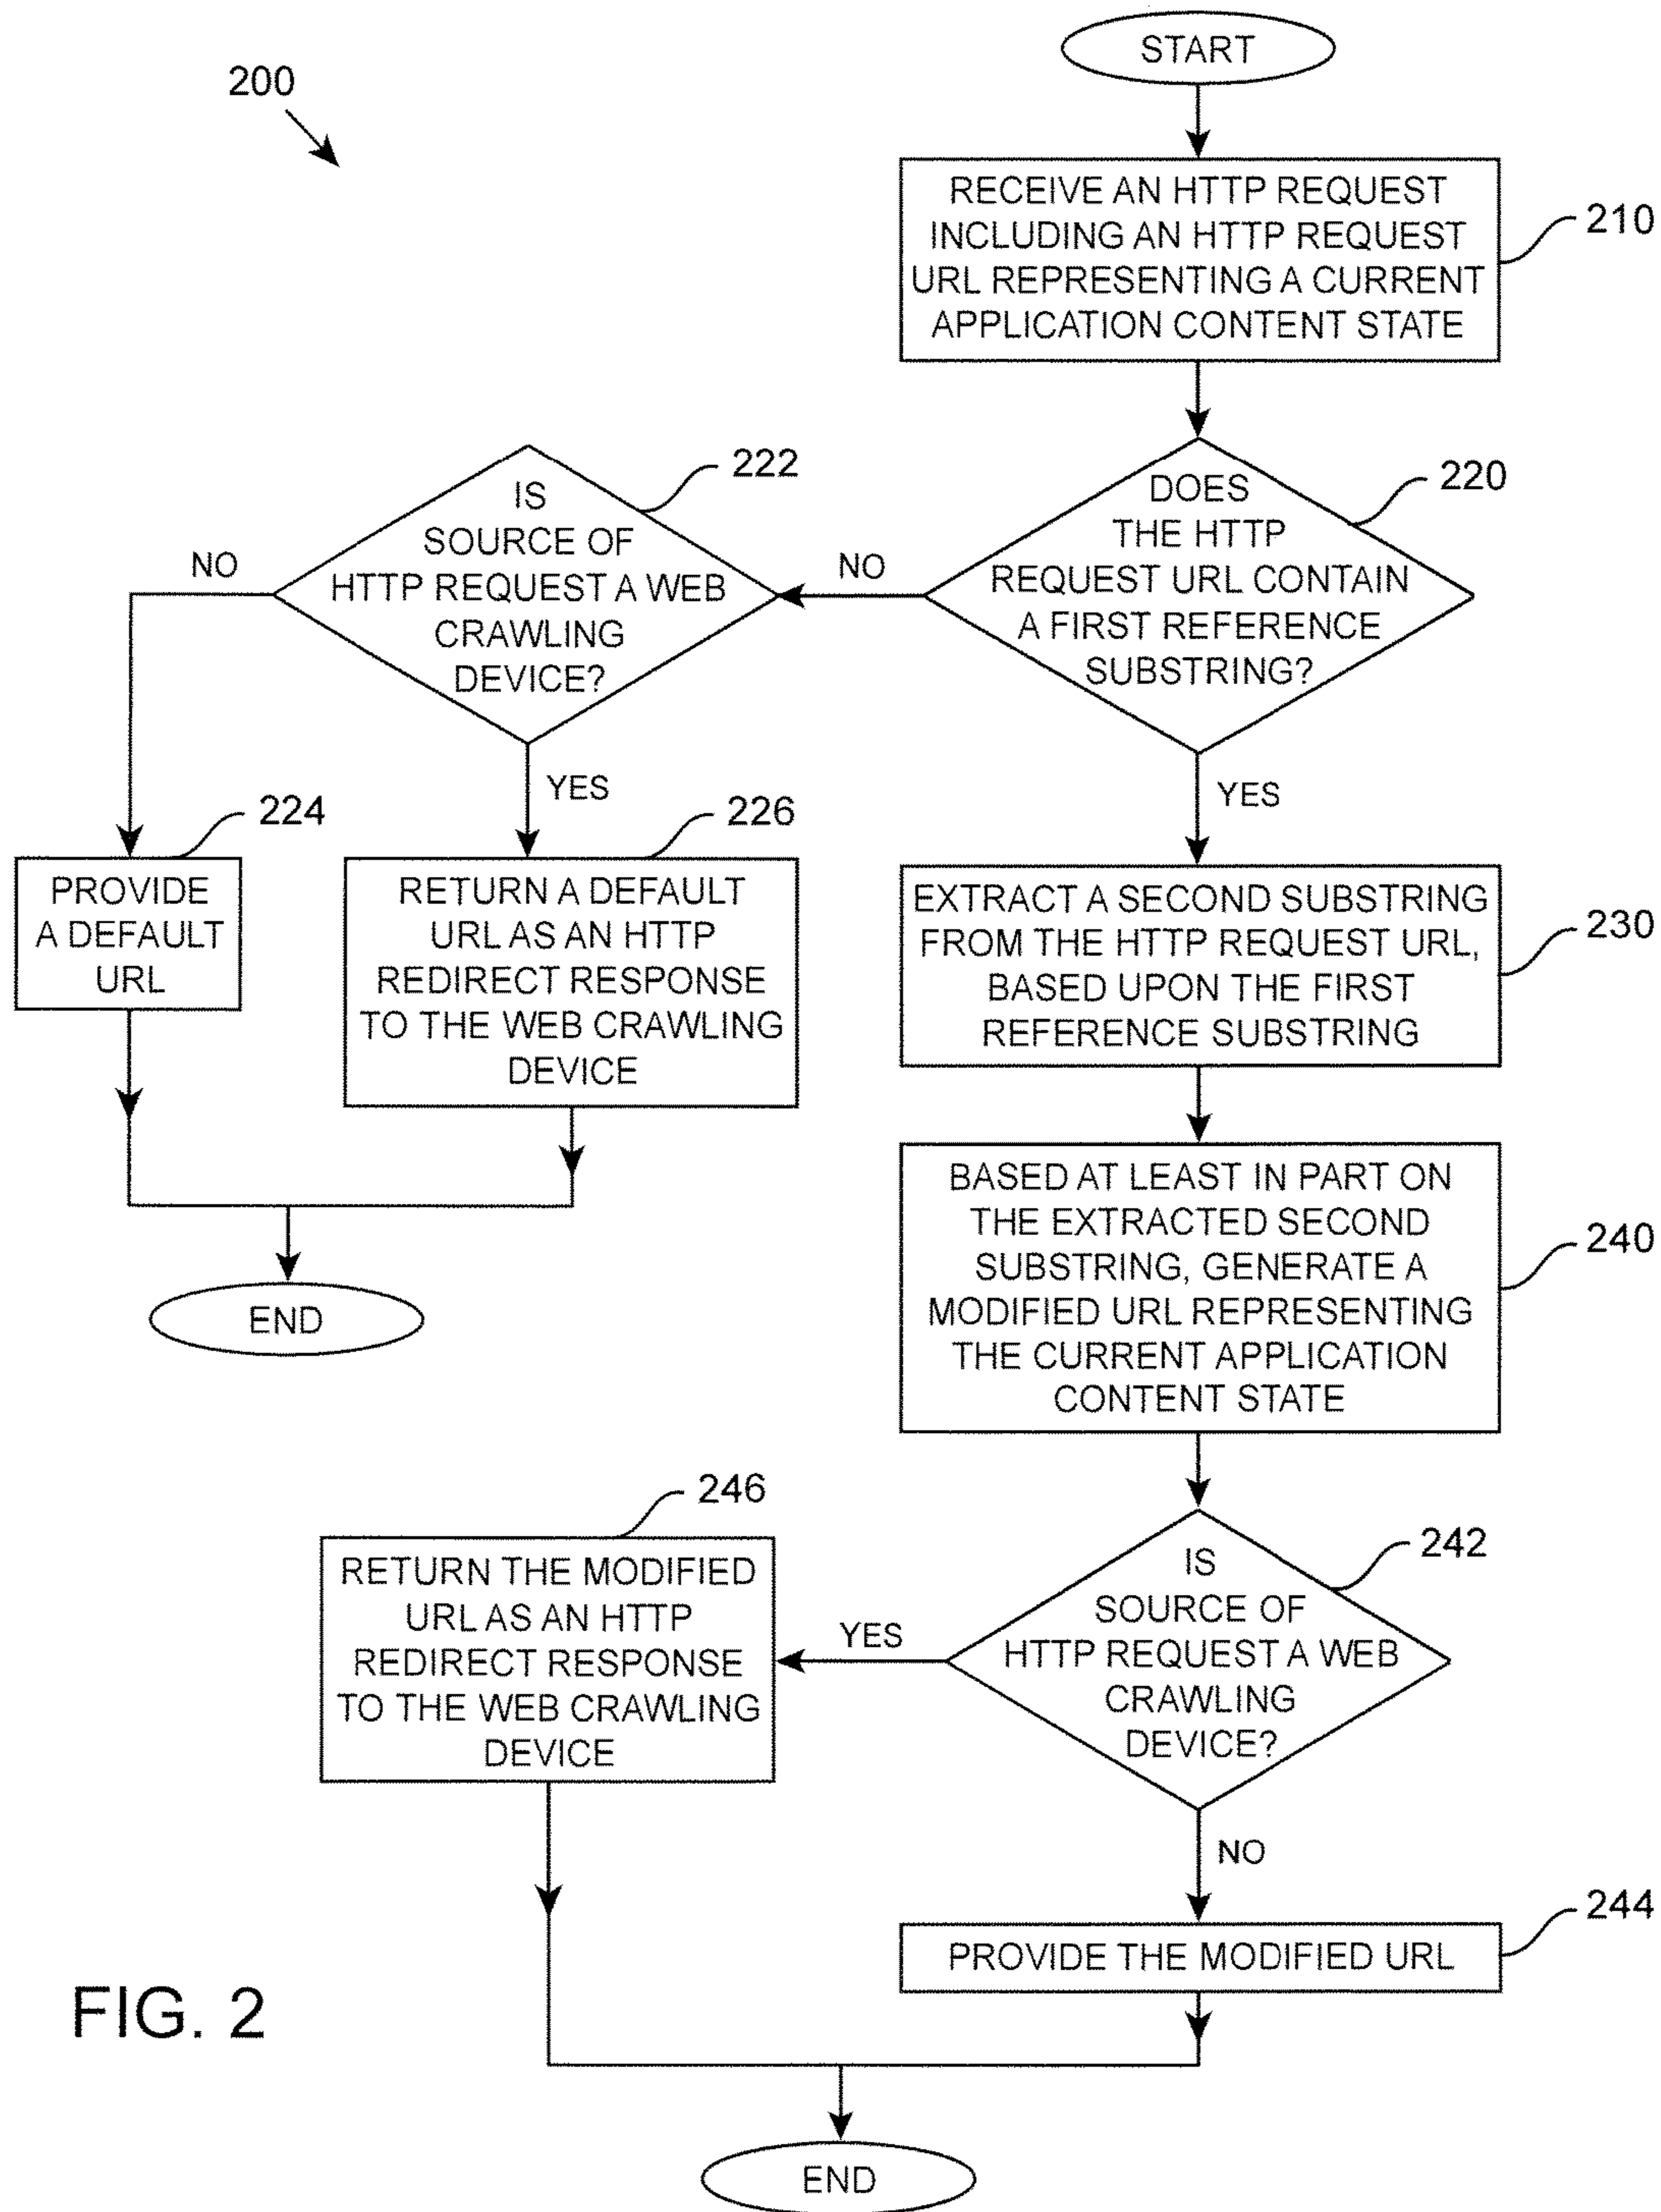 START
200
RECEIVE AN HTTP REQUEST
INCLUDING AN HTTP REQUEST
URL REPRESENTING A CURRENT
APPLICATION CONTENT STATE
210
DOES
THE HTTP
REQUEST URL CONTAIN
A FIRST REFERENCE
SUBSTRING?
220
NO
YES
IS
SOURCE OF
HTTP REQUEST A WEB
CRAWLING
DEVICE?
222
NO
YES
PROVIDE
A DEFAULT
URL
224
RETURN A DEFAULT
URL AS AN HTTP
REDIRECT RESPONSE
TO THE WEB CRAWLING
DEVICE
226
END
EXTRACT A SECOND SUBSTRING
FROM THE HTTP REQUEST URL,
BASED UPON THE FIRST
REFERENCE SUBSTRING
230
BASED AT LEAST IN PART ON
THE EXTRACTED SECOND
SUBSTRING, GENERATE A
MODIFIED URL REPRESENTING
THE CURRENT APPLICATION
CONTENT STATE
240
IS
SOURCE OF
HTTP REQUEST A WEB
CRAWLING
DEVICE?
242
YES
NO
RETURN THE MODIFIED
URL AS AN HTTP
REDIRECT RESPONSE
TO THE WEB CRAWLING
DEVICE
246
PROVIDE THE MODIFIED URL
244
END
FIG. 2